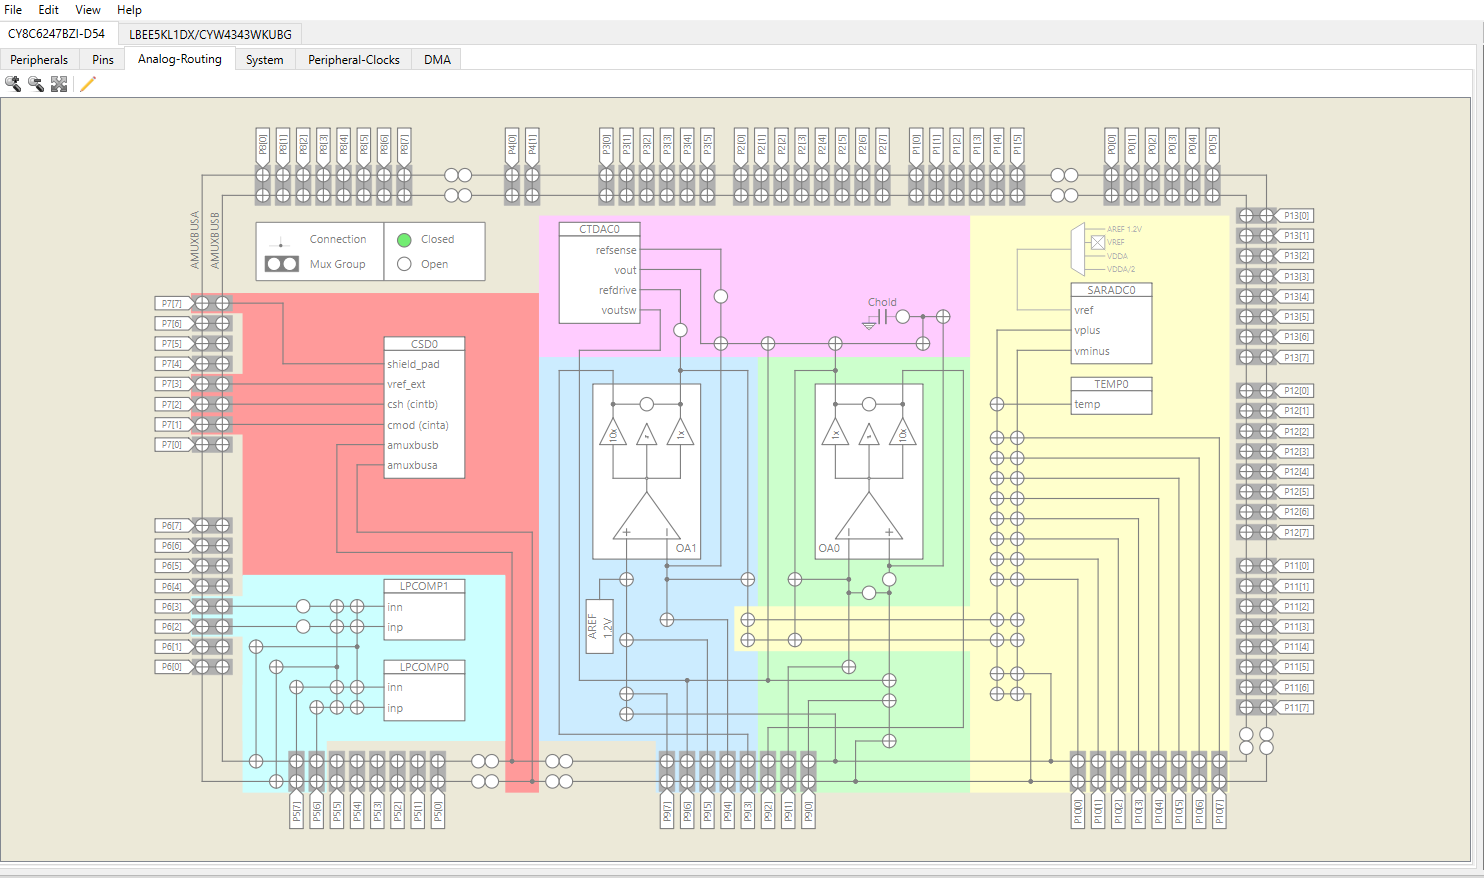 File Edit View Help
CY8C6247BZI-D54 LBEE5KL1DX/CYW4343WKUBG
Peripherals Pins Analog-Routing System Peripheral-Clocks DMA
P8[0] P8[1] P8[2] P8[3] P8[4] P8[5] P8[6] P8[7] P4[0] P4[1] P3[0] P3[1] P3[2] P3[3] P3[4] P3[5] P2[0] P2[1] P2[2] P2[3] P2[4] P2[5] P2[6] P2[7] P1[0] P1[1] P1[2] P1[3] P1[4] P1[5] P0[0] P0[1] P0[2] P0[3] P0[4] P0[5]
AMUXBUSA
AMUXBUSB
Connection Closed
Mux Group Open
CTDAC0
refsense
vout
refdrive
voutsw
Chold
AREF 1.2V
VREF
VDDA
VDDA/2
SARADC0
vref
vplus
vminus
TEMP0
temp
P13[0]
P13[1]
P13[2]
P13[3]
P13[4]
P13[5]
P13[6]
P13[7]
P12[0]
P12[1]
P12[2]
P12[3]
P12[4]
P12[5]
P12[6]
P12[7]
P11[0]
P11[1]
P11[2]
P11[3]
P11[4]
P11[5]
P11[6]
P11[7]
P7[7]
P7[6]
P7[5]
P7[4]
P7[3]
P7[2]
P7[1]
P7[0]
P6[7]
P6[6]
P6[5]
P6[4]
P6[3]
P6[2]
P6[1]
P6[0]
CSD0
shield_pad
vref_ext
csh (cintb)
cmod (cinta)
amuxbusb
amuxbusa
10x 1x
+ −
OA1
1x 10x
− +
OA0
AREF
1.2V
LPCOMP1
inn
inp
LPCOMP0
inn
inp
P5[7] P5[6] P5[5] P5[4] P5[3] P5[2] P5[1] P5[0] P9[7] P9[6] P9[5] P9[4] P9[3] P9[2] P9[1] P9[0] P10[0] P10[1] P10[2] P10[3] P10[4] P10[5] P10[6] P10[7]